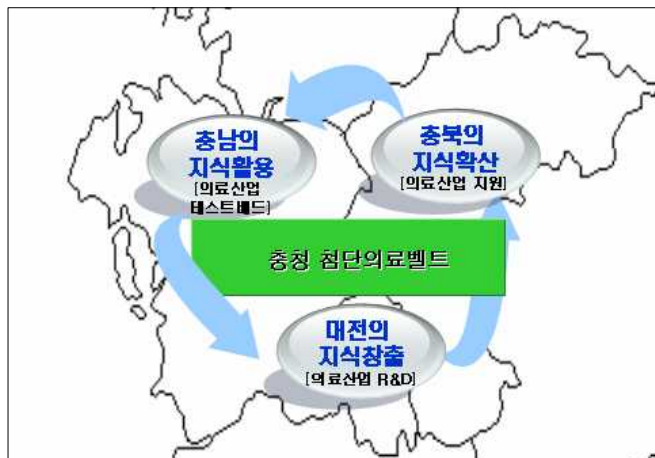 충남의
지식활용
[의료산업
테스트베드]
충북의
지식확산
[의료산업 지원]
충청 첨단의료벨트
대전의
지식창출
[의료산업 R&D]